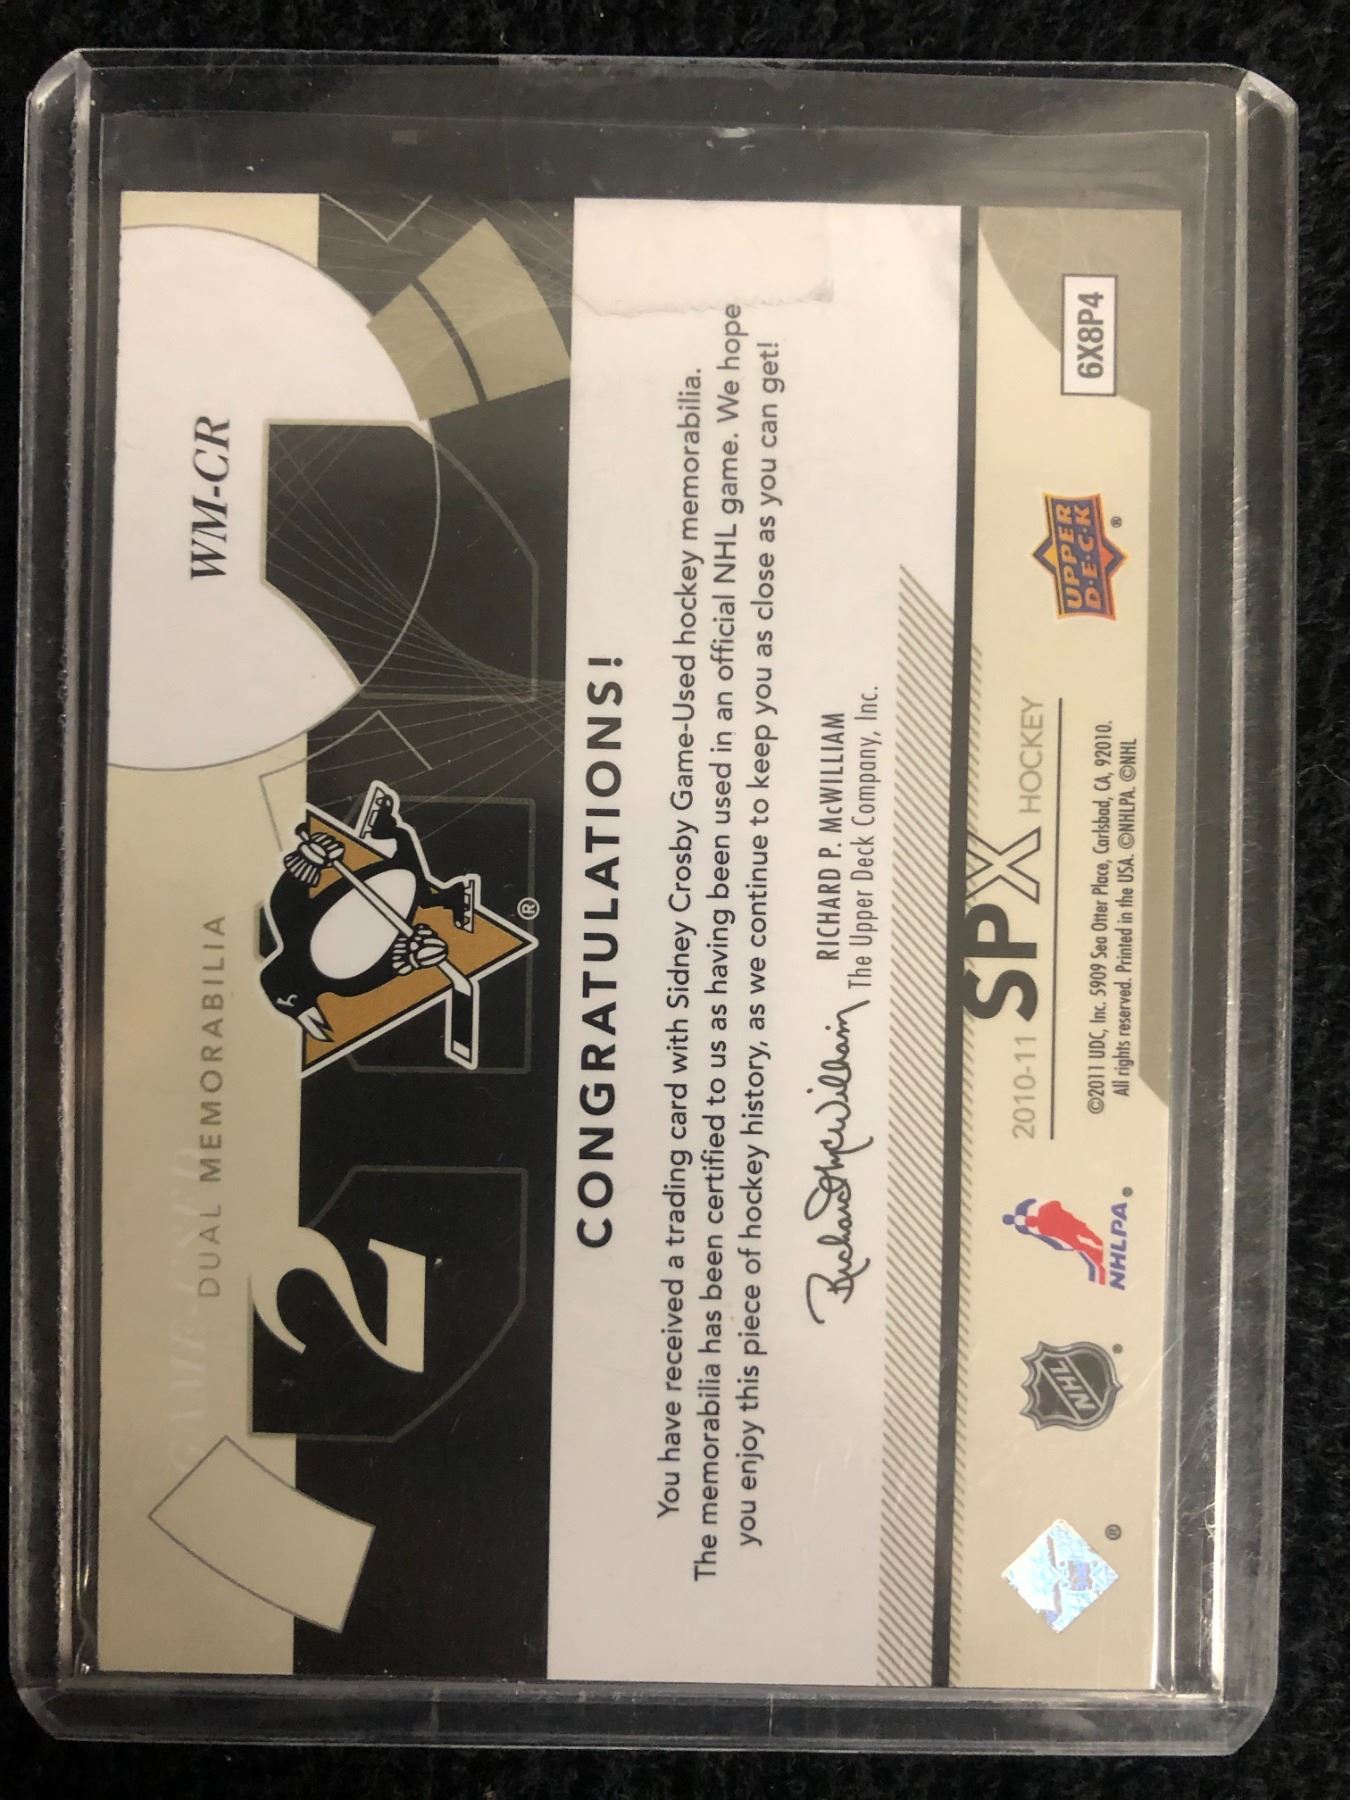 WM-CR
DUAL MEMORABILIA
2
®
CONGRATULATIONS!
You have received a trading card with Sidney Crosby Game-Used hockey memorabilia.
The memorabilia has been certified to us as having been used in an official NHL game. We hope
you enjoy this piece of hockey history, as we continue to keep you as close as you can get!
Richard P McWilliam
RICHARD P. McWILLIAM
The Upper Deck Company, Inc.
®
NHL
®
NHLPA®
2010-11 SPX HOCKEY
©2011 UDC, Inc. 5909 Sea Otter Place, Carlsbad, CA, 92010.
All rights reserved. Printed in the USA. ©NHLPA. ©NHL
UPPER
D·E·C·K
®
6X8P4